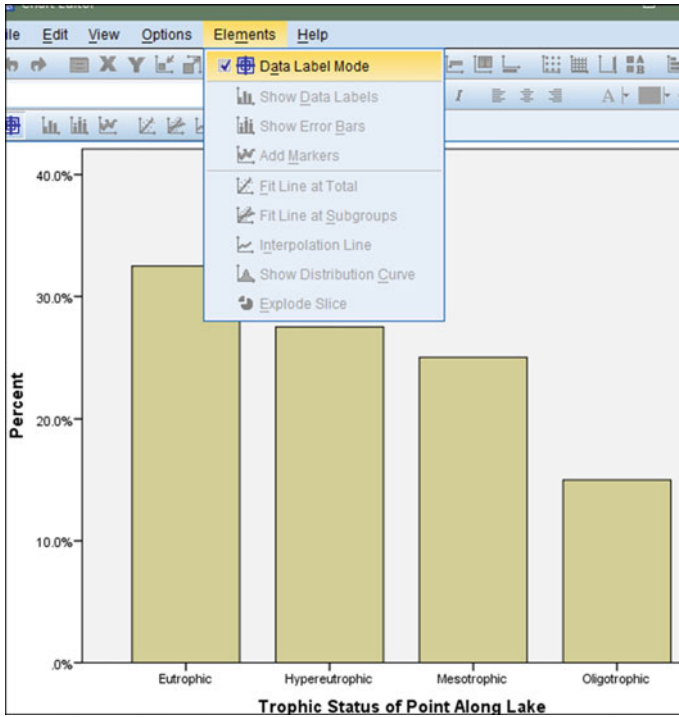 Chart Editor
ile Edit View Options Elements Help
Data Label Mode
Show Data Labels
Show Error Bars
Add Markers
Fit Line at Total
Fit Line at Subgroups
Interpolation Line
Show Distribution Curve
Explode Slice
X Y
A B
I A
40.0%
30.0%
20.0%
10.0%
.0%
Percent
Eutrophic Hypereutrophic Mesotrophic Oligotrophic
Trophic Status of Point Along Lake